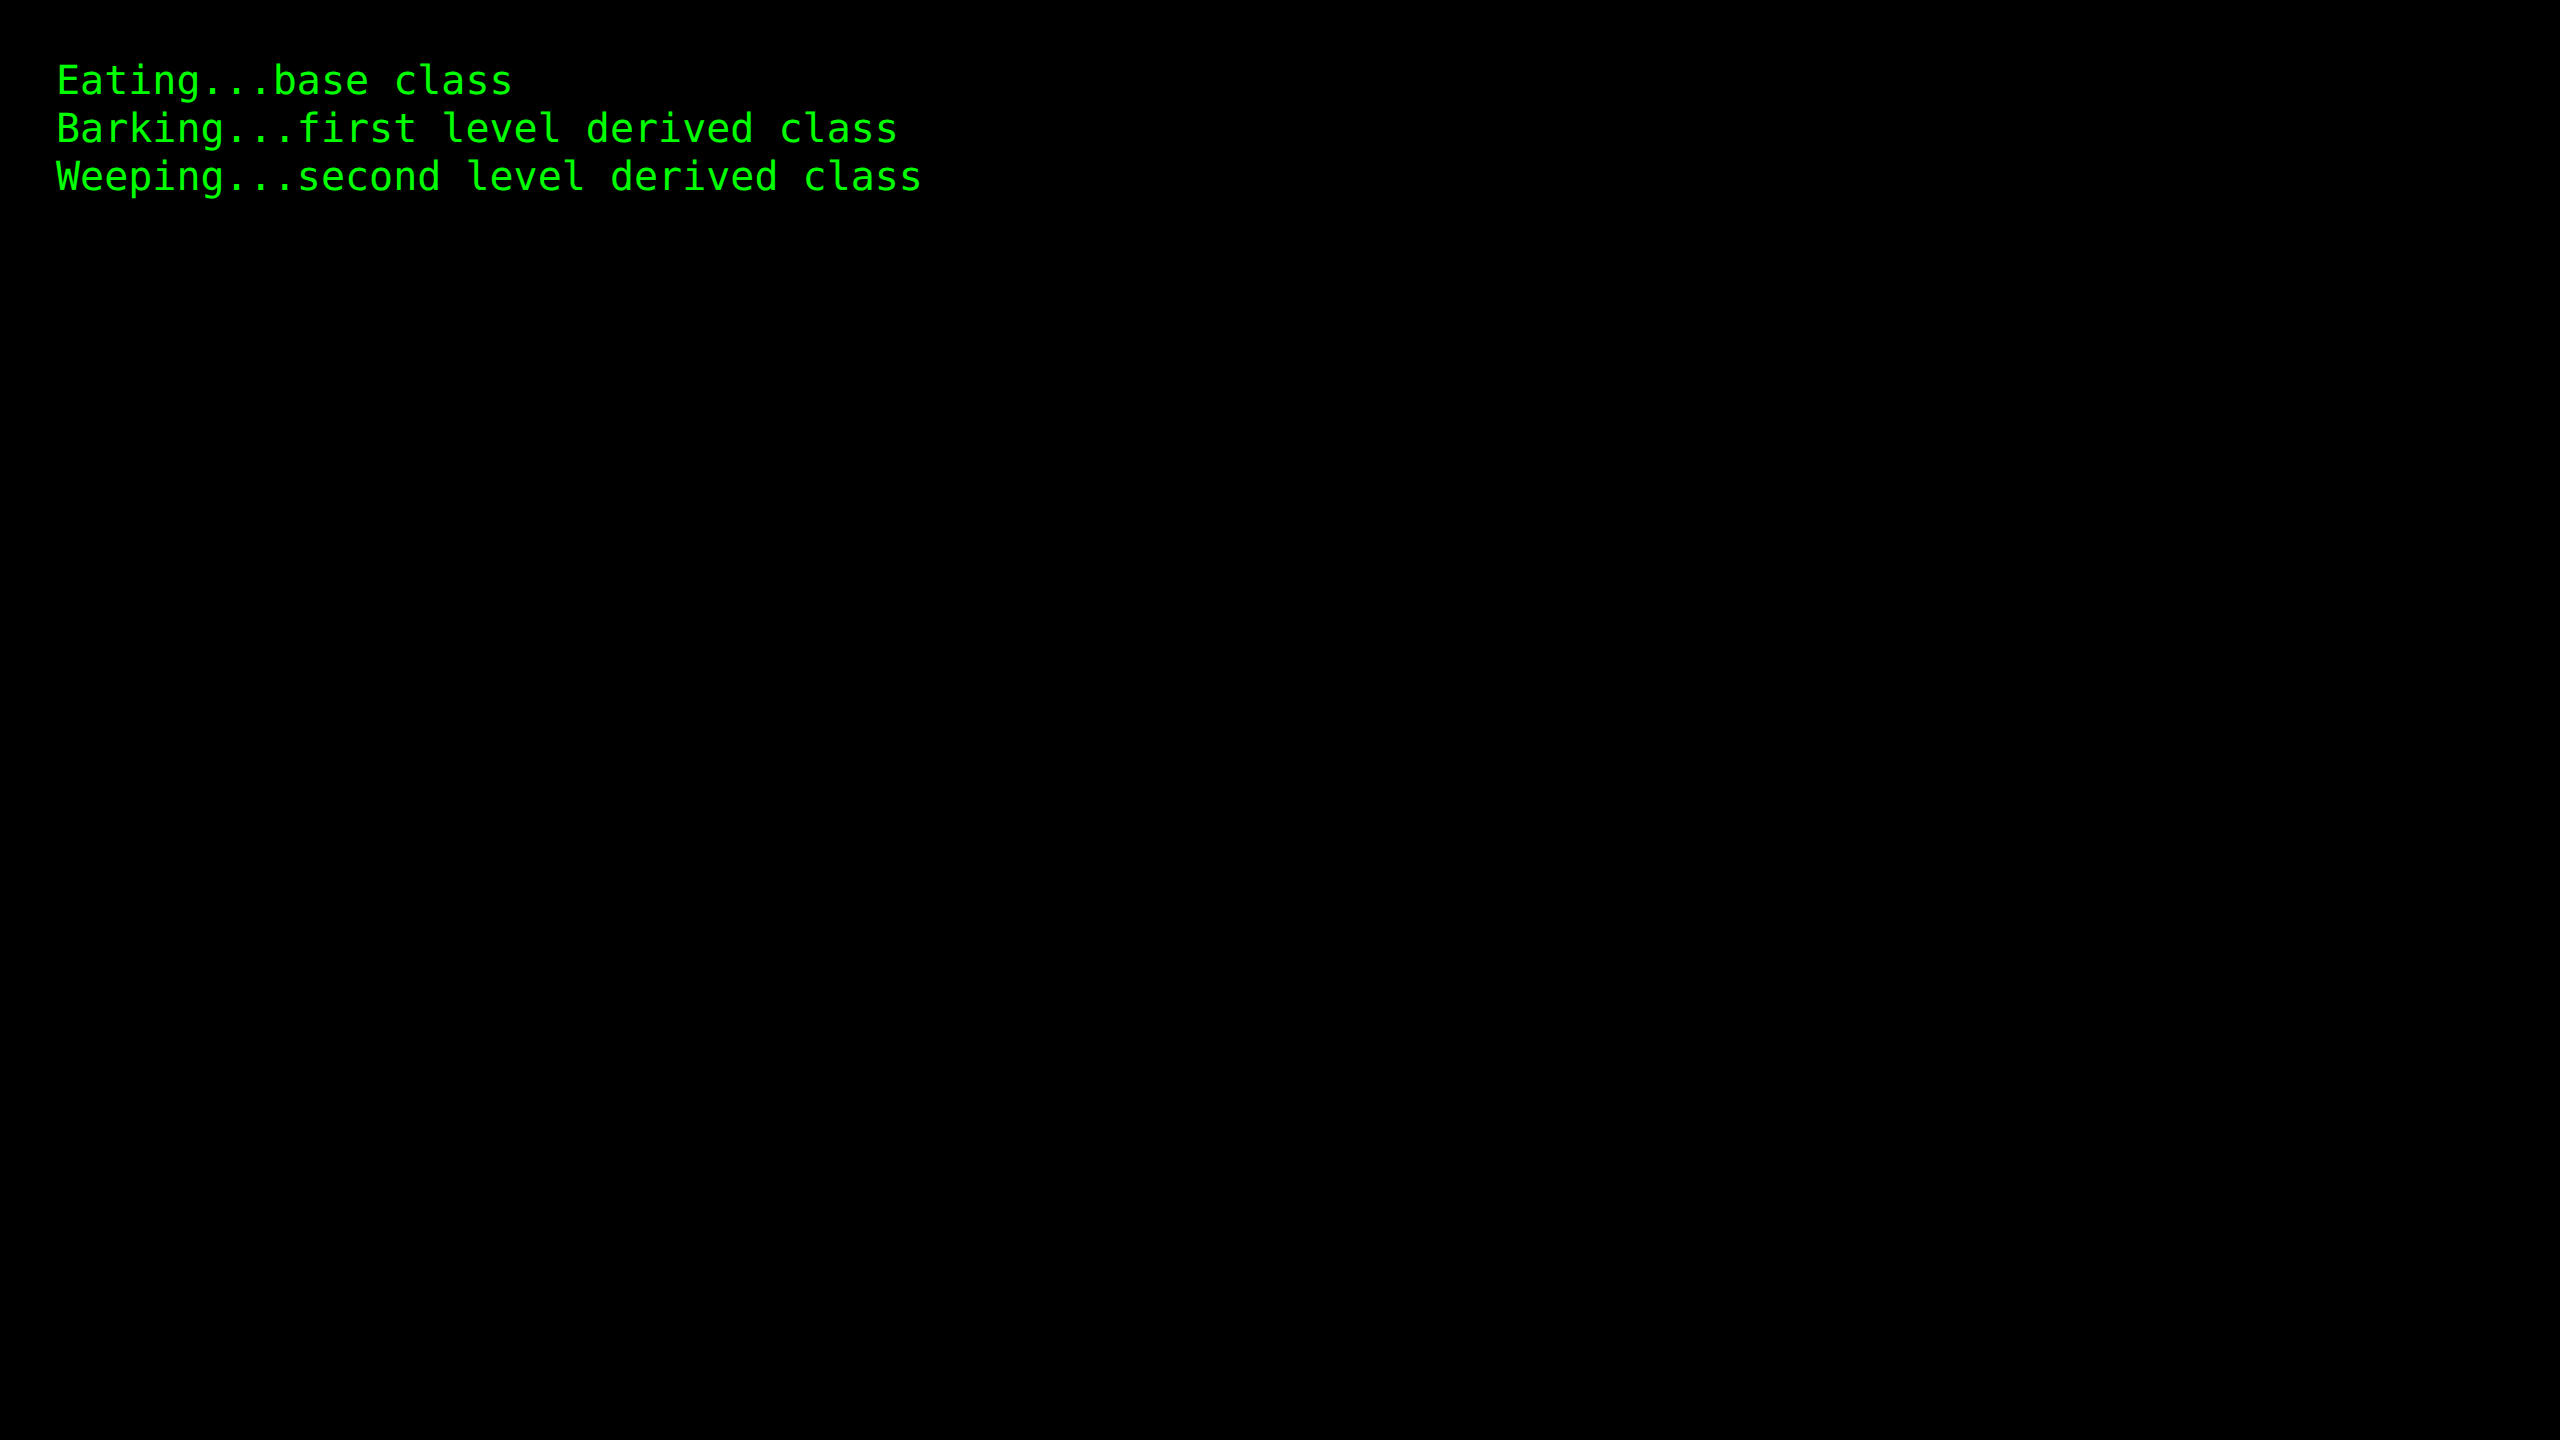 Eating...base class
Barking...first level derived class
Weeping...second level derived class